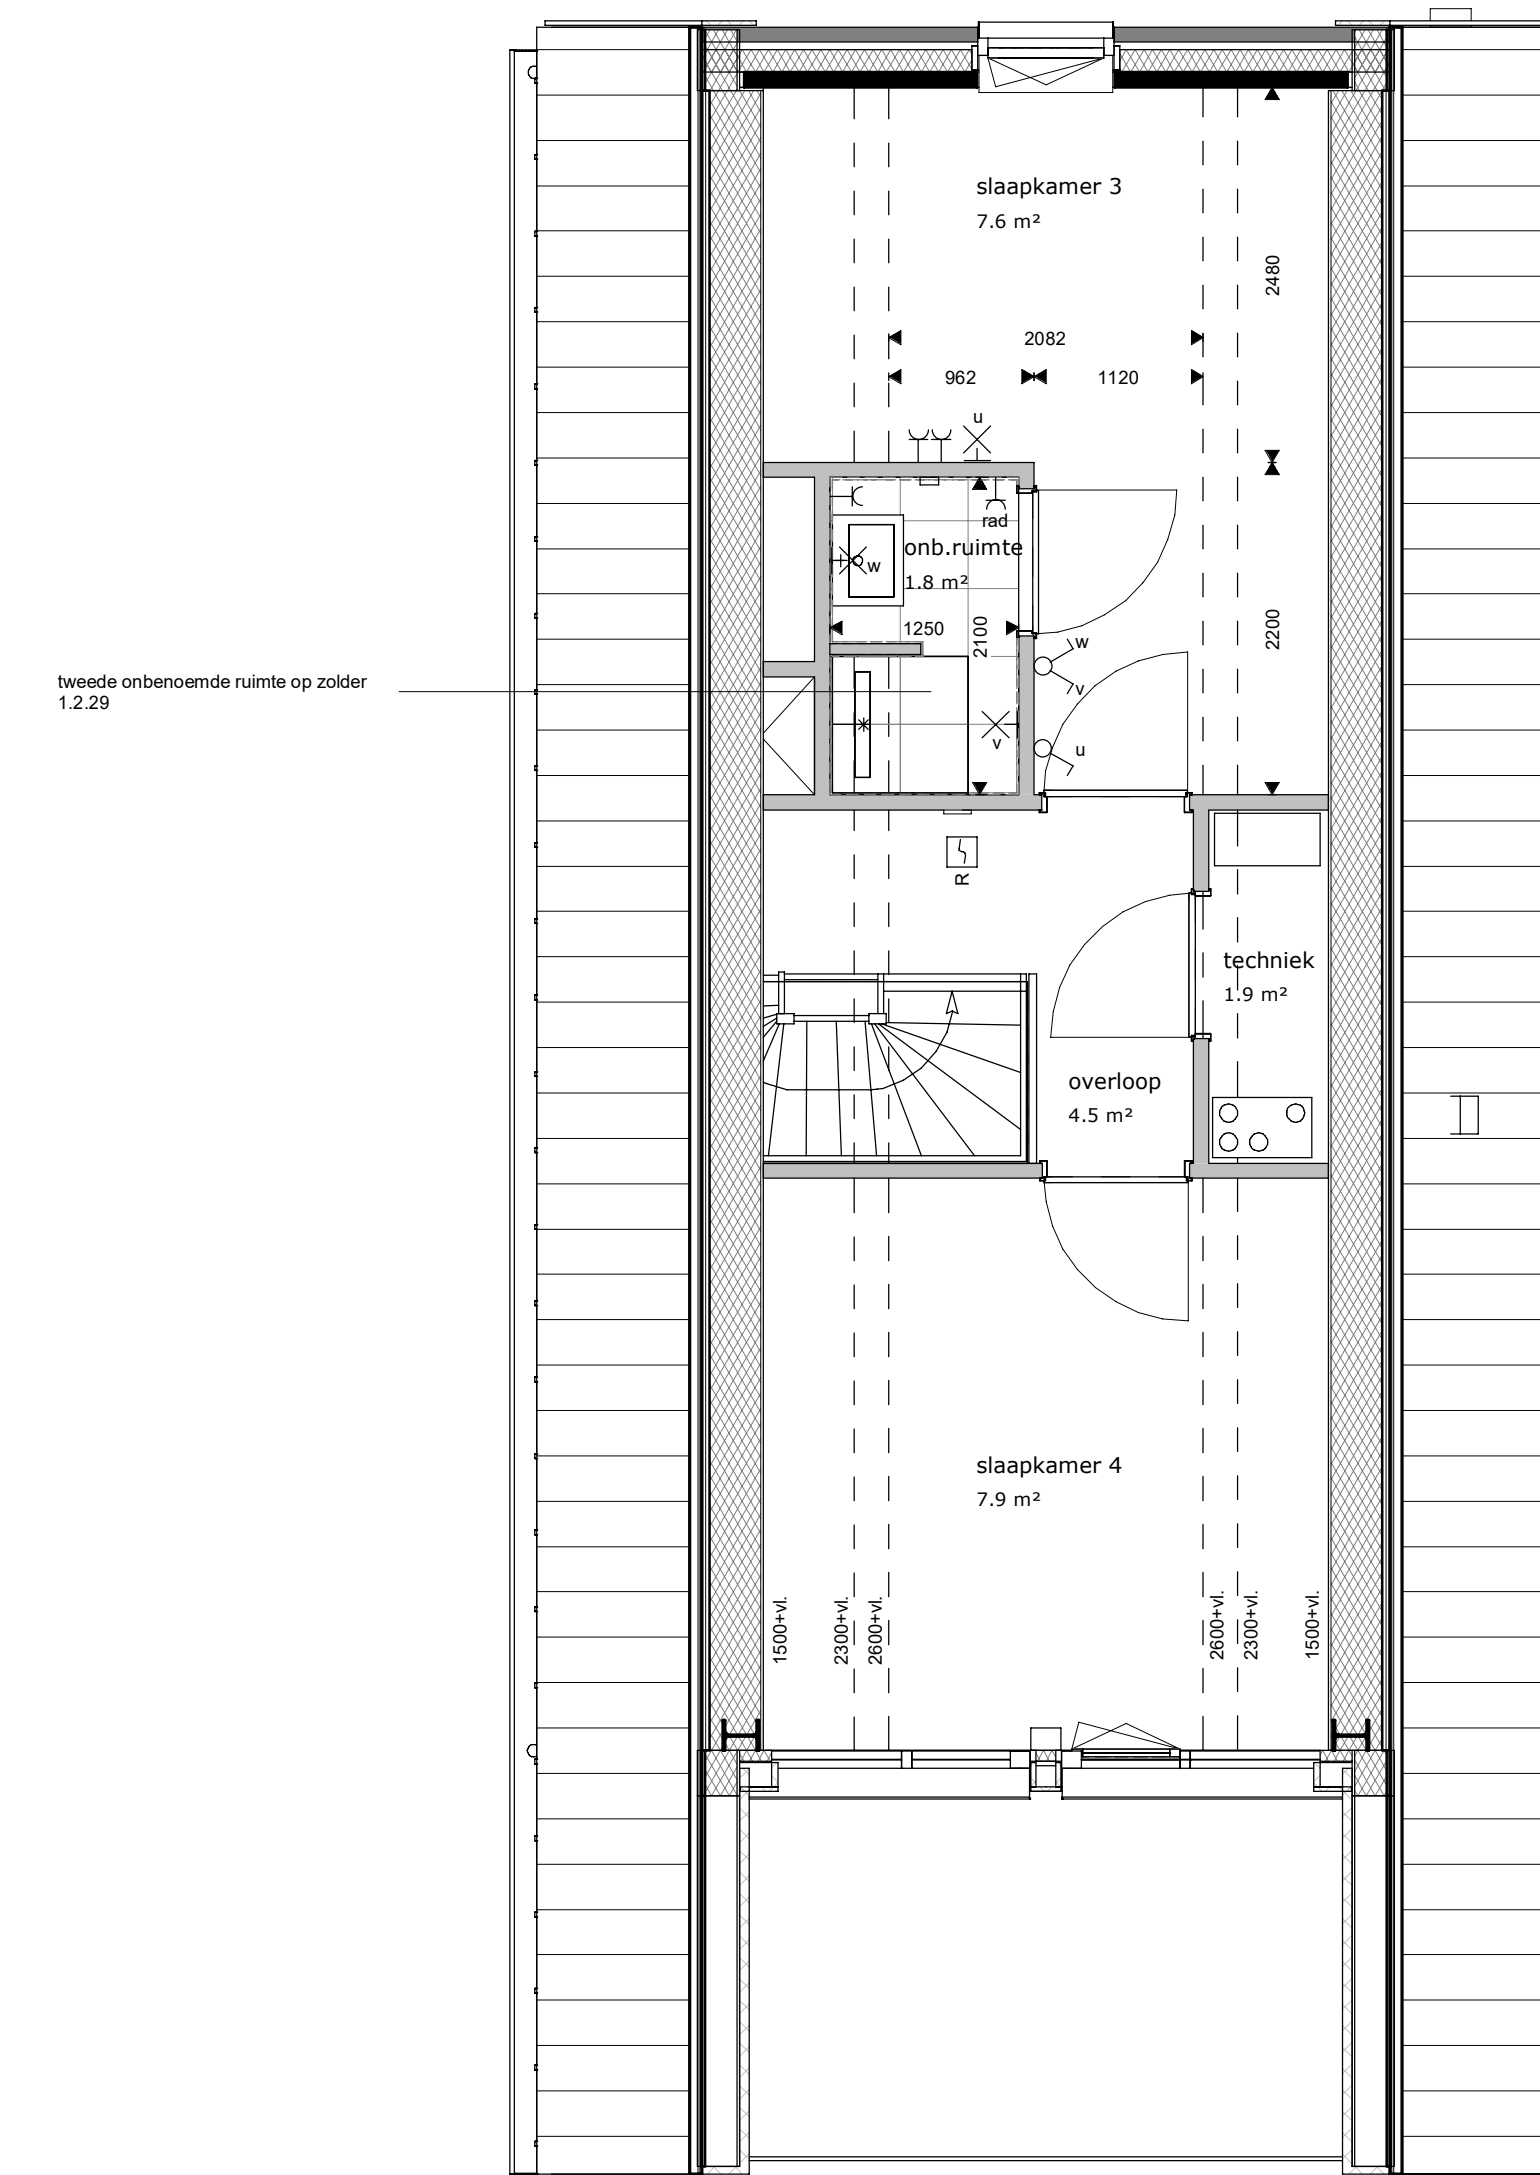 slaapkamer 3
7.6 m²
2480
2082
962
1120
u
rad
onb.ruimte
w
1.8 m²
1250
2100
2200
w
v
tweede onbenoemde ruimte op zolder
1.2.29
v
u
R
techniek
1.9 m²
overloop
4.5 m²
slaapkamer 4
7.9 m²
1500+vl.
2300+vl.
2600+vl.
2600+vl.
2300+vl.
1500+vl.